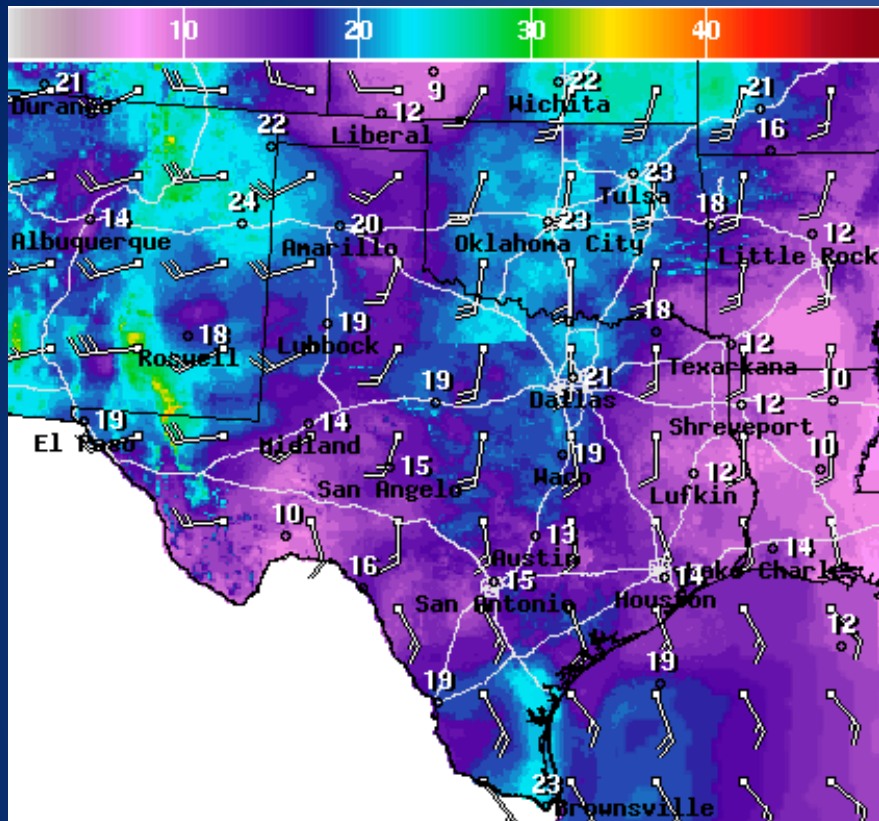 10 20 30 40
21 9 22 21
Durango Wichita
12
Liberal
22 16
23
Tulsa
14 24 20 23 18 12
Albuquerque Amarillo Oklahoma City Little Rock
18 19 18
Roswell Lubbock Texarkana 12
21
19 Dallas 12 10
19 14 Shreveport
El Paso Midland
15 19 12 10
San Angelo Waco Lufkin
10 13 14
Austin Lake Charles
16 15 14
San Antonio Houston
12
19 19
23
Brownsville